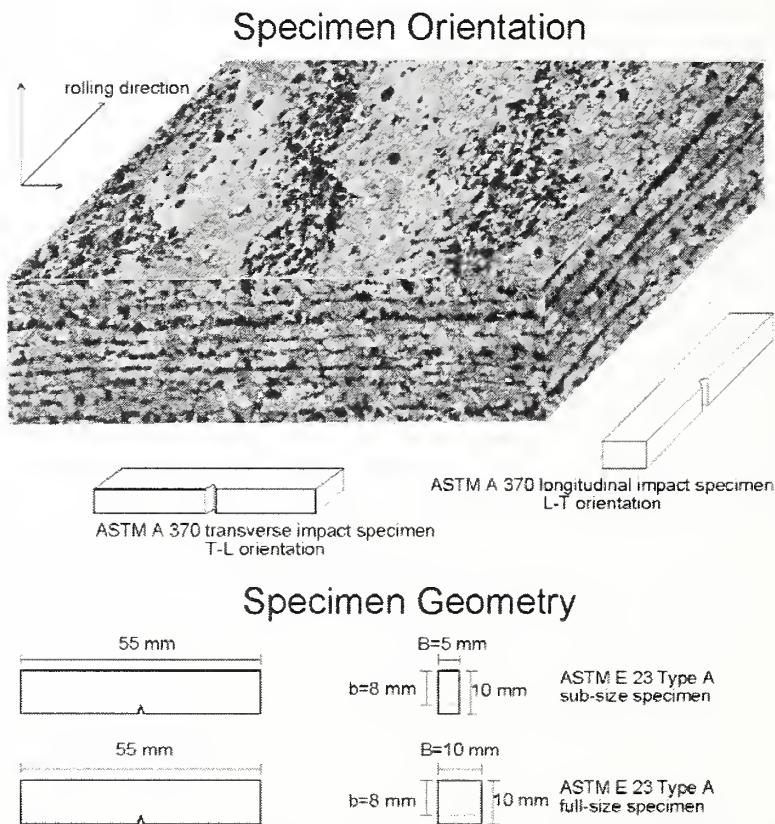 Specimen Orientation
rolling direction
ASTM A 370 longitudinal impact specimen
L-T orientation
ASTM A 370 transverse impact specimen
T-L orientation
Specimen Geometry
55 mm
B=5 mm
b=8 mm
10 mm
ASTM E 23 Type A
sub-size specimen
55 mm
B=10 mm
b=8 mm
10 mm
ASTM E 23 Type A
full-size specimen